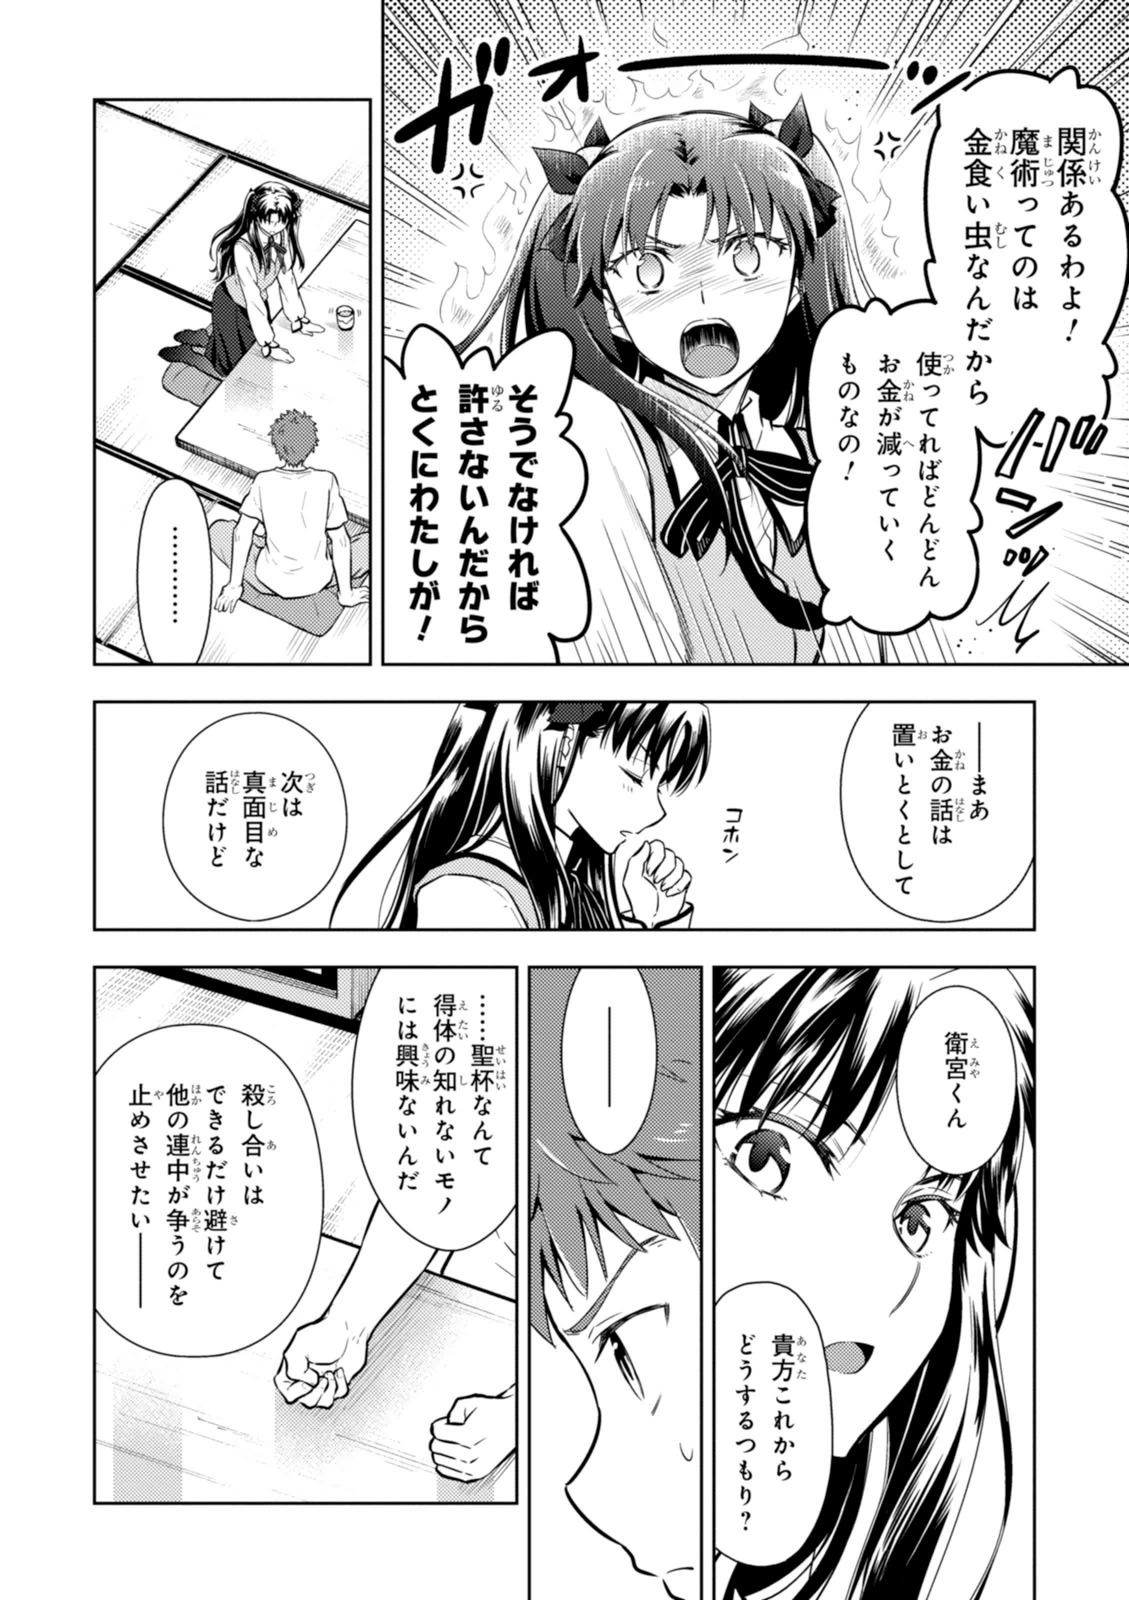 関係あるわよ！
魔術ってのは
金食い虫なんだから
使ってればどんどん
お金が減っていく
ものなの！
そうでなければ
許さないんだから
とくにわたしが！
ガオーッ
バンッ
…………
――まあ
お金の話は
置いとくとして
コホン
次は
真面目な
話だけど
衛宮くん
貴方これから
どうするつもり？
――
……聖杯なんて
得体の知れないモノ
には興味ないんだ
殺し合いは
できるだけ避けて
他の連中が争うのを
止めさせたい――